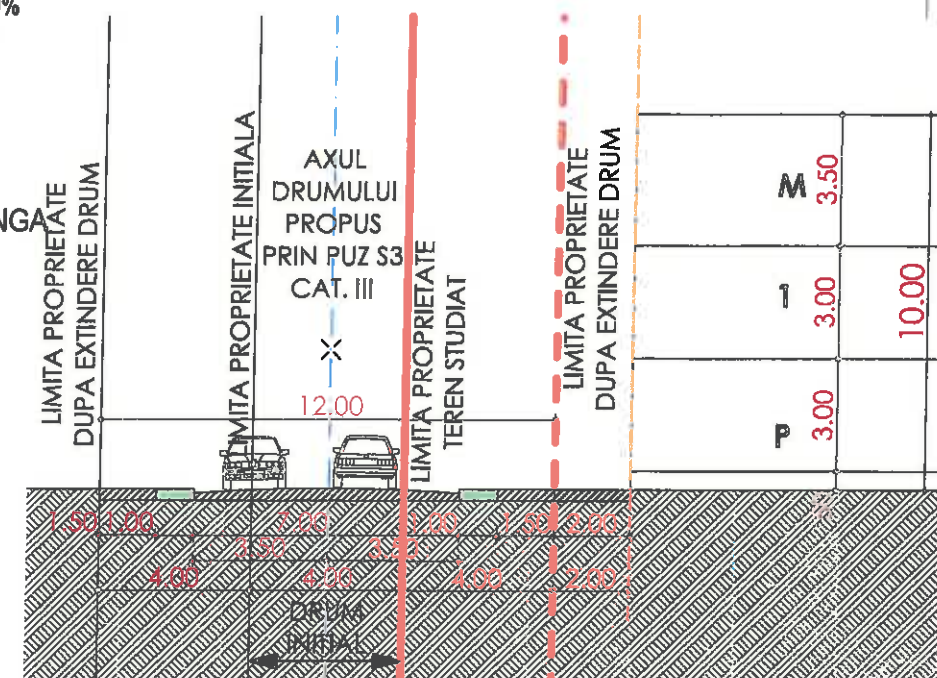 %
NGA
LIMITA PROPRIETATE
DUPA EXTINDERE DRUM
LIMITA PROPRIETATE INITIALA
AXUL
DRUMULUI
PROPUS
PRIN PUZ S3
CAT. III
LIMITA PROPRIETATE
TEREN STUDIAT
LIMITA PROPRIETATE
DUPA EXTINDERE DRUM
M
3.50
1
3.00
10.00
P
3.00
12.00
1.50 1.00 7.00 1.00 1.50 2.00
3.50 3.50
4.00 4.00 4.00 2.00
DRUM
INITIAL